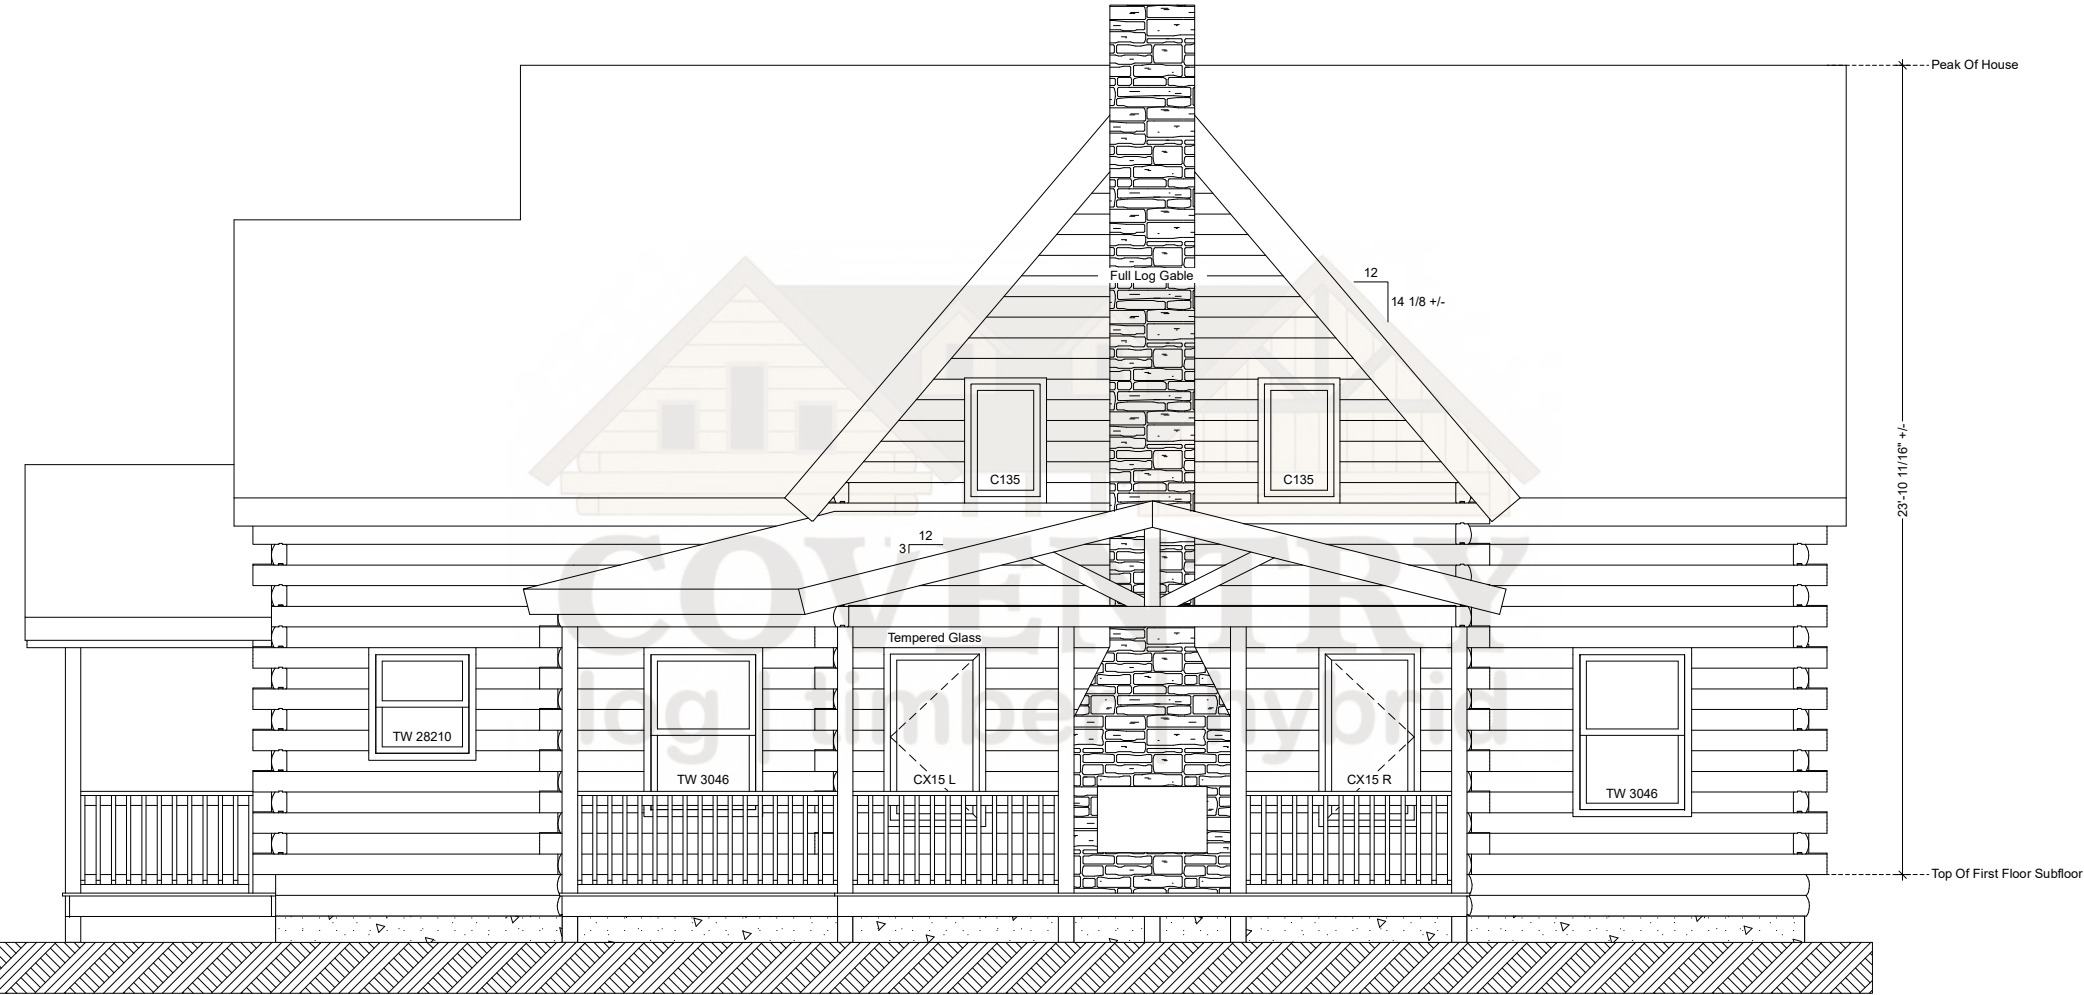 Peak Of House
Full Log Gable
12
14 1/8 +/-
C135
C135
23'-10 11/16" +/-
12
3
COVENTRY
log | timber | hybrid
Tempered Glass
TW 28210
TW 3046
CX15 L
CX15 R
TW 3046
Top Of First Floor Subfloor